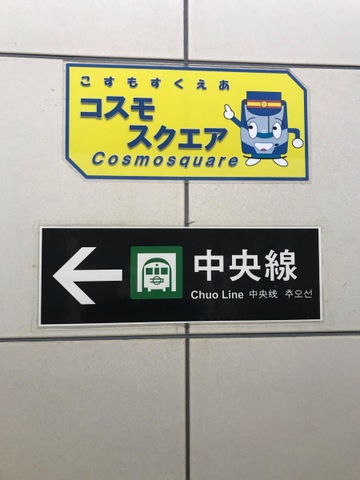 こすもすくえあ
コスモ
スクエア
Cosmosquare
中央線
Chuo Line 中央线 추오선